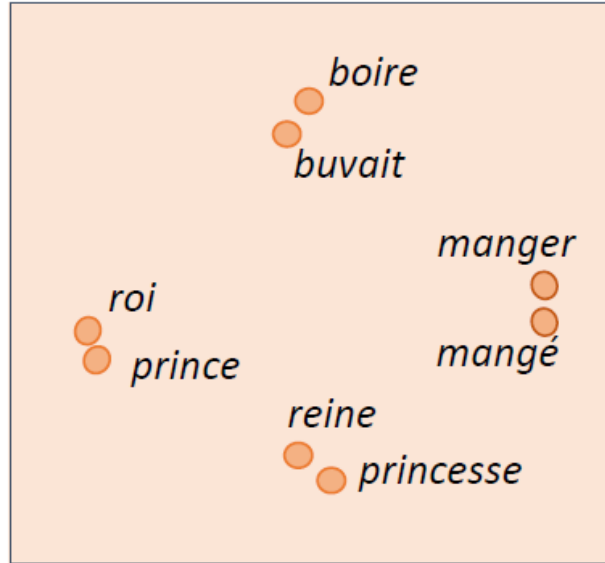 boire
buvait
manger
roi
mangé
prince
reine
princesse